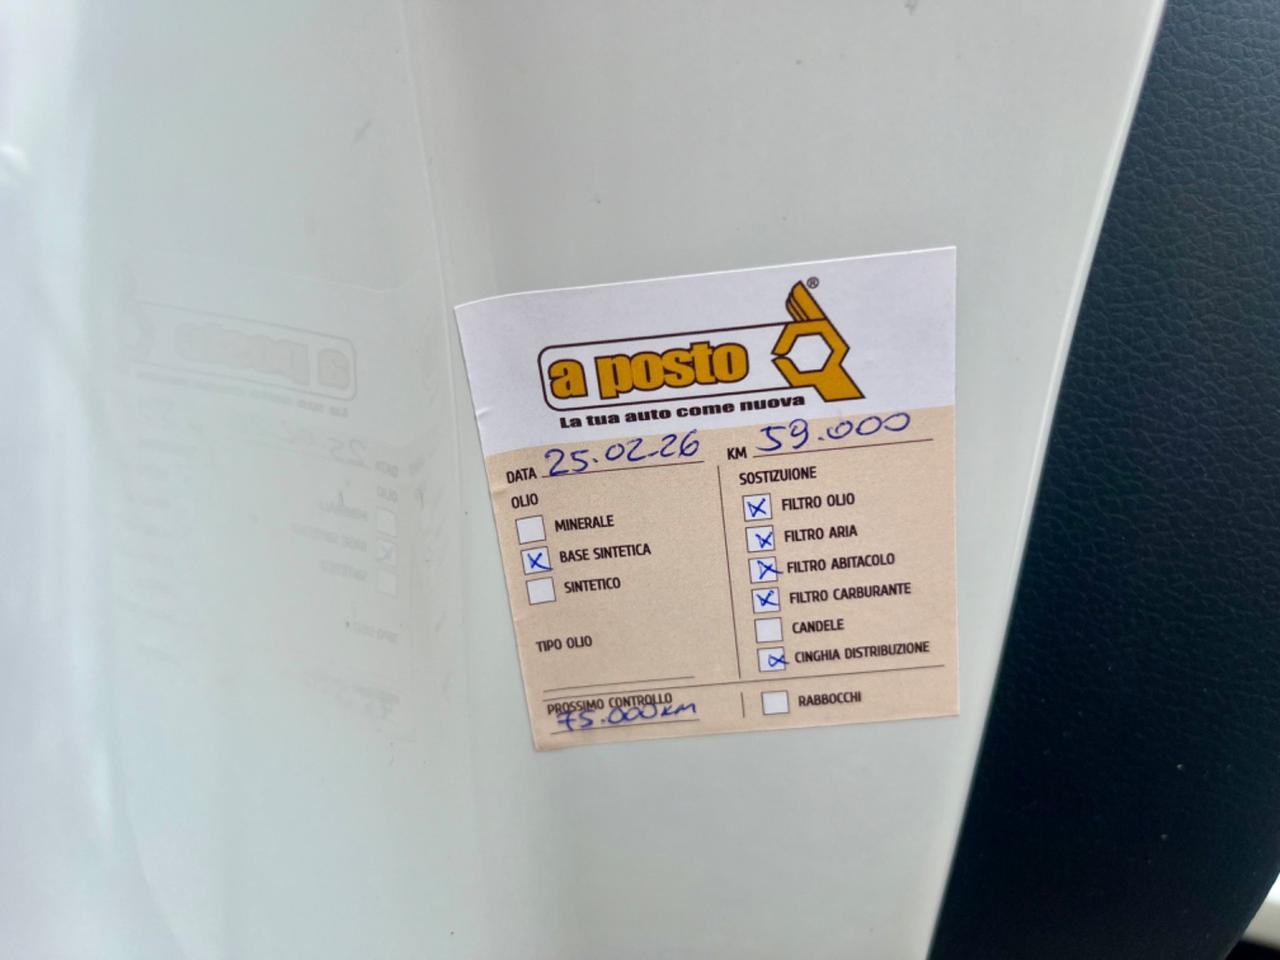 a posto ®
La tua auto come nuova
DATA 25.02.26 KM 59.000
OLIO
MINERALE
BASE SINTETICA
SINTETICO
TIPO OLIO
SOSTIZUIONE
FILTRO OLIO
FILTRO ARIA
FILTRO ABITACOLO
FILTRO CARBURANTE
CANDELE
CINGHIA DISTRIBUZIONE
PROSSIMO CONTROLLO
75.000 KM
RABBOCCHI